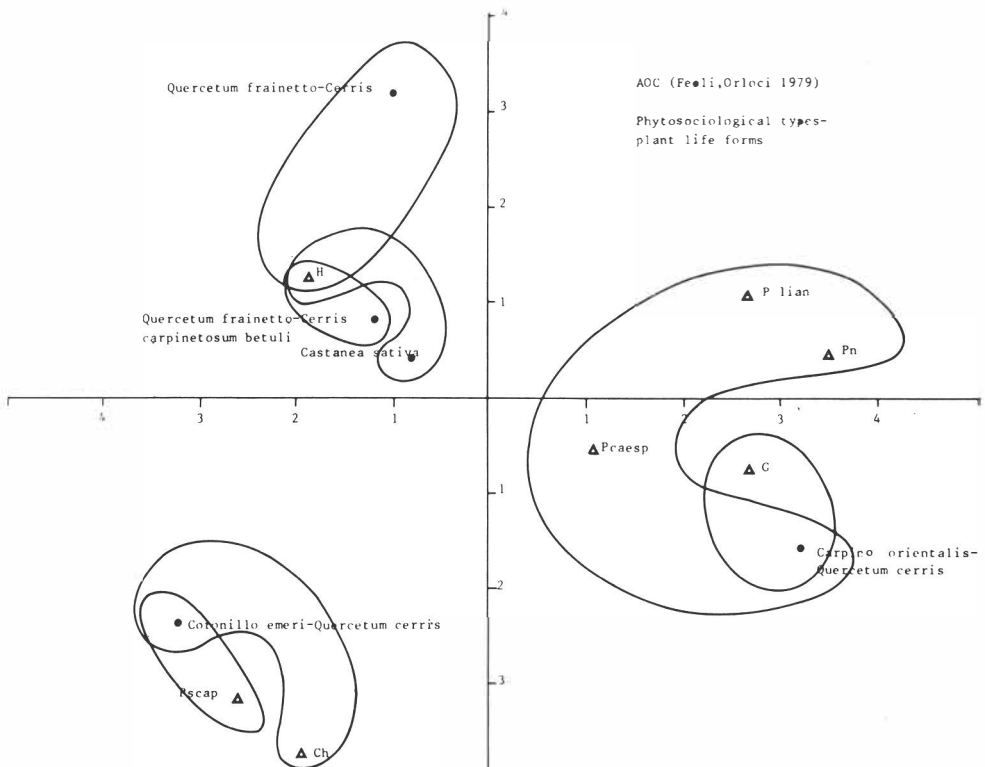 4
Quercetum frainetto-Cerris
AOC (Feoli,Orloci 1979)
3
Phytosociological types-
plant life forms
2
H
P lian
1
Quercetum frainetto-Cerris
carpinetosum betuli
Castanea sativa
Pn
4 3 2 1 1 2 3 4
Pcaesp
G
1
Carpino orientalis-
Quercetum cerris
2
Coronillo emeri-Quercetum cerris
3
Pscap
Ch